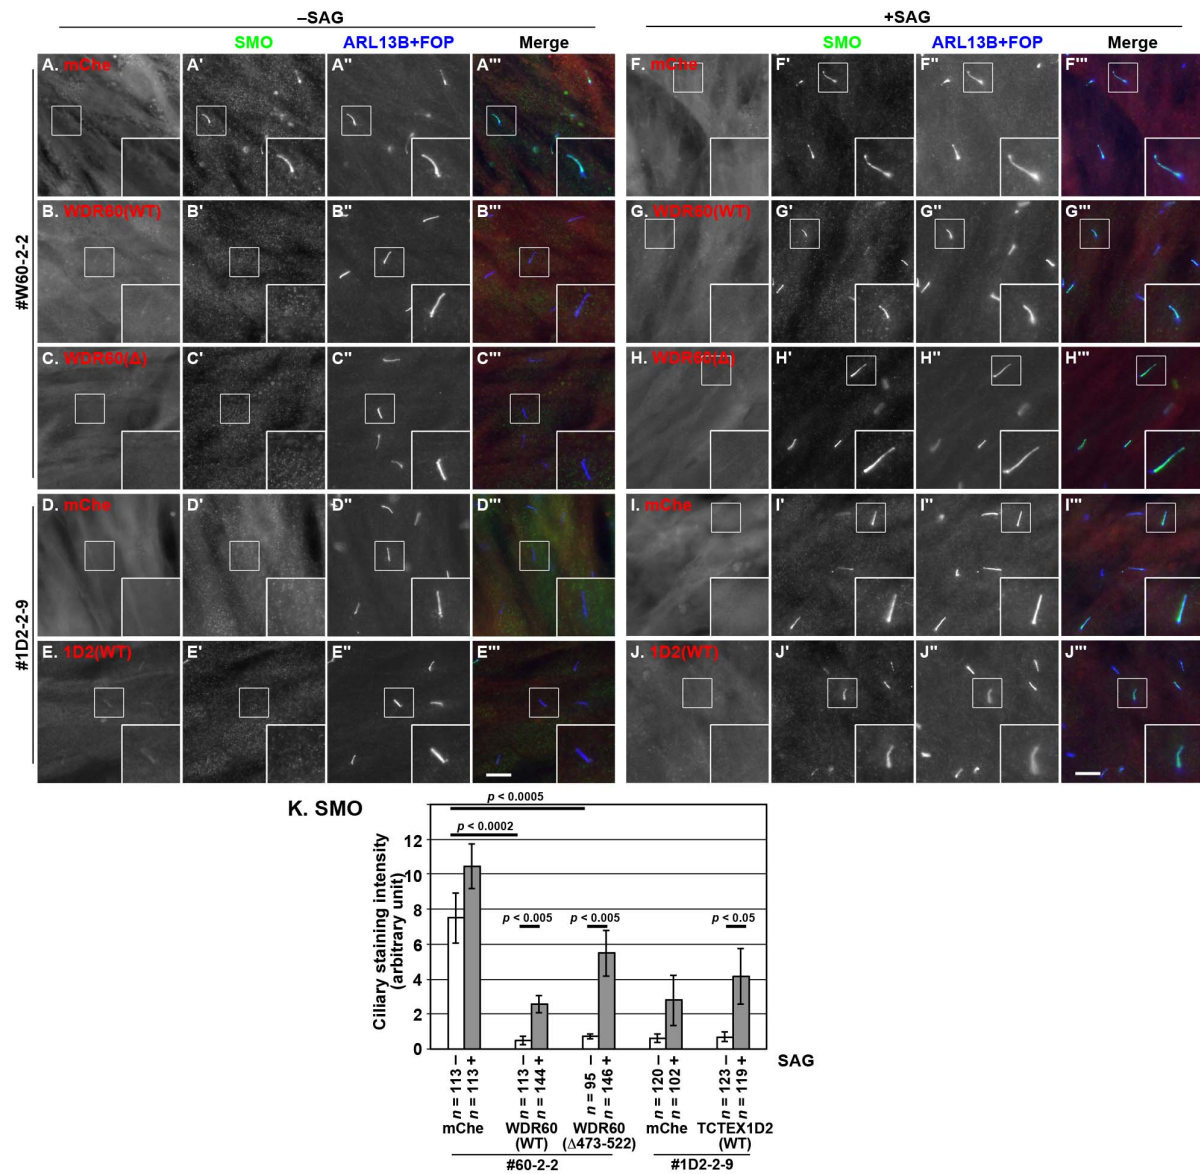 –SAG
+SAG
SMO ARL13B+FOP Merge
SMO ARL13B+FOP Merge
#W60-2-2
A. mChe A' A'' A'''
F. mChe F' F'' F'''
B. WDR60(WT) B' B'' B'''
G. WDR60(WT) G' G'' G'''
C. WDR60(Δ) C' C'' C'''
H. WDR60(Δ) H' H'' H'''
#1D2-2-9
D. mChe D' D'' D'''
I. mChe I' I'' I'''
E. 1D2(WT) E' E'' E'''
J. 1D2(WT) J' J'' J'''
K. SMO
p < 0.0005
p < 0.0002
p < 0.005
p < 0.005
p < 0.05
Ciliary staining intensity
(arbitrary unit)
12
10
8
6
4
2
0
– + – + – + – + – + SAG
n = 113
n = 113
n = 113
n = 144
n = 95
n = 146
n = 120
n = 102
n = 123
n = 119
mChe WDR60 WDR60 mChe TCTEX1D2
(WT) (Δ473-522) (WT)
#60-2-2 #1D2-2-9